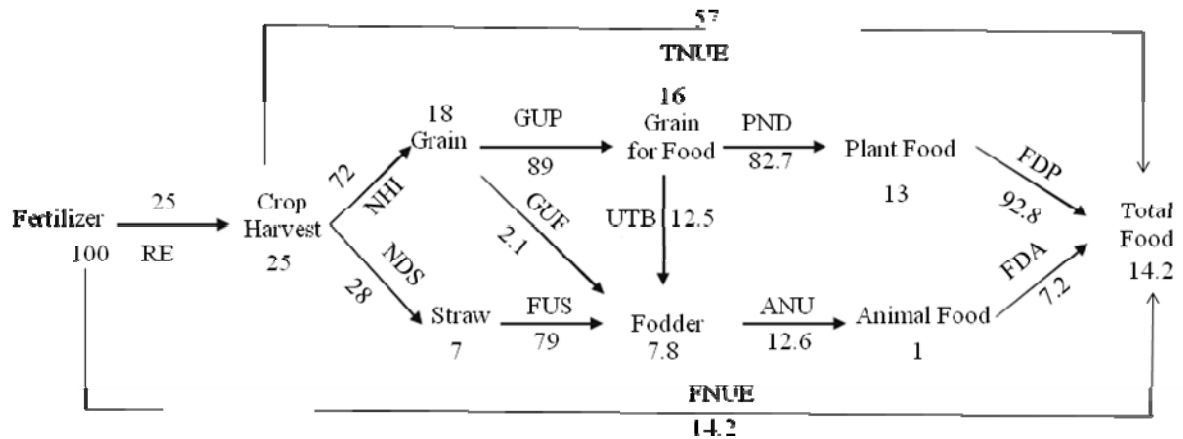 57
TNUE
18
Grain
GUP
89
16
Grain
for Food
PND
82.7
Plant Food
13
FDP
92.8
72
NHI
GUF
2.1
UTB
12.5
Fertilizer
100
25
RE
Crop
Harvest
25
Total
Food
14.2
NDS
28
FDA
7.2
Straw
7
FUS
79
Fodder
7.8
ANU
12.6
Animal Food
1
FNUE
14.2